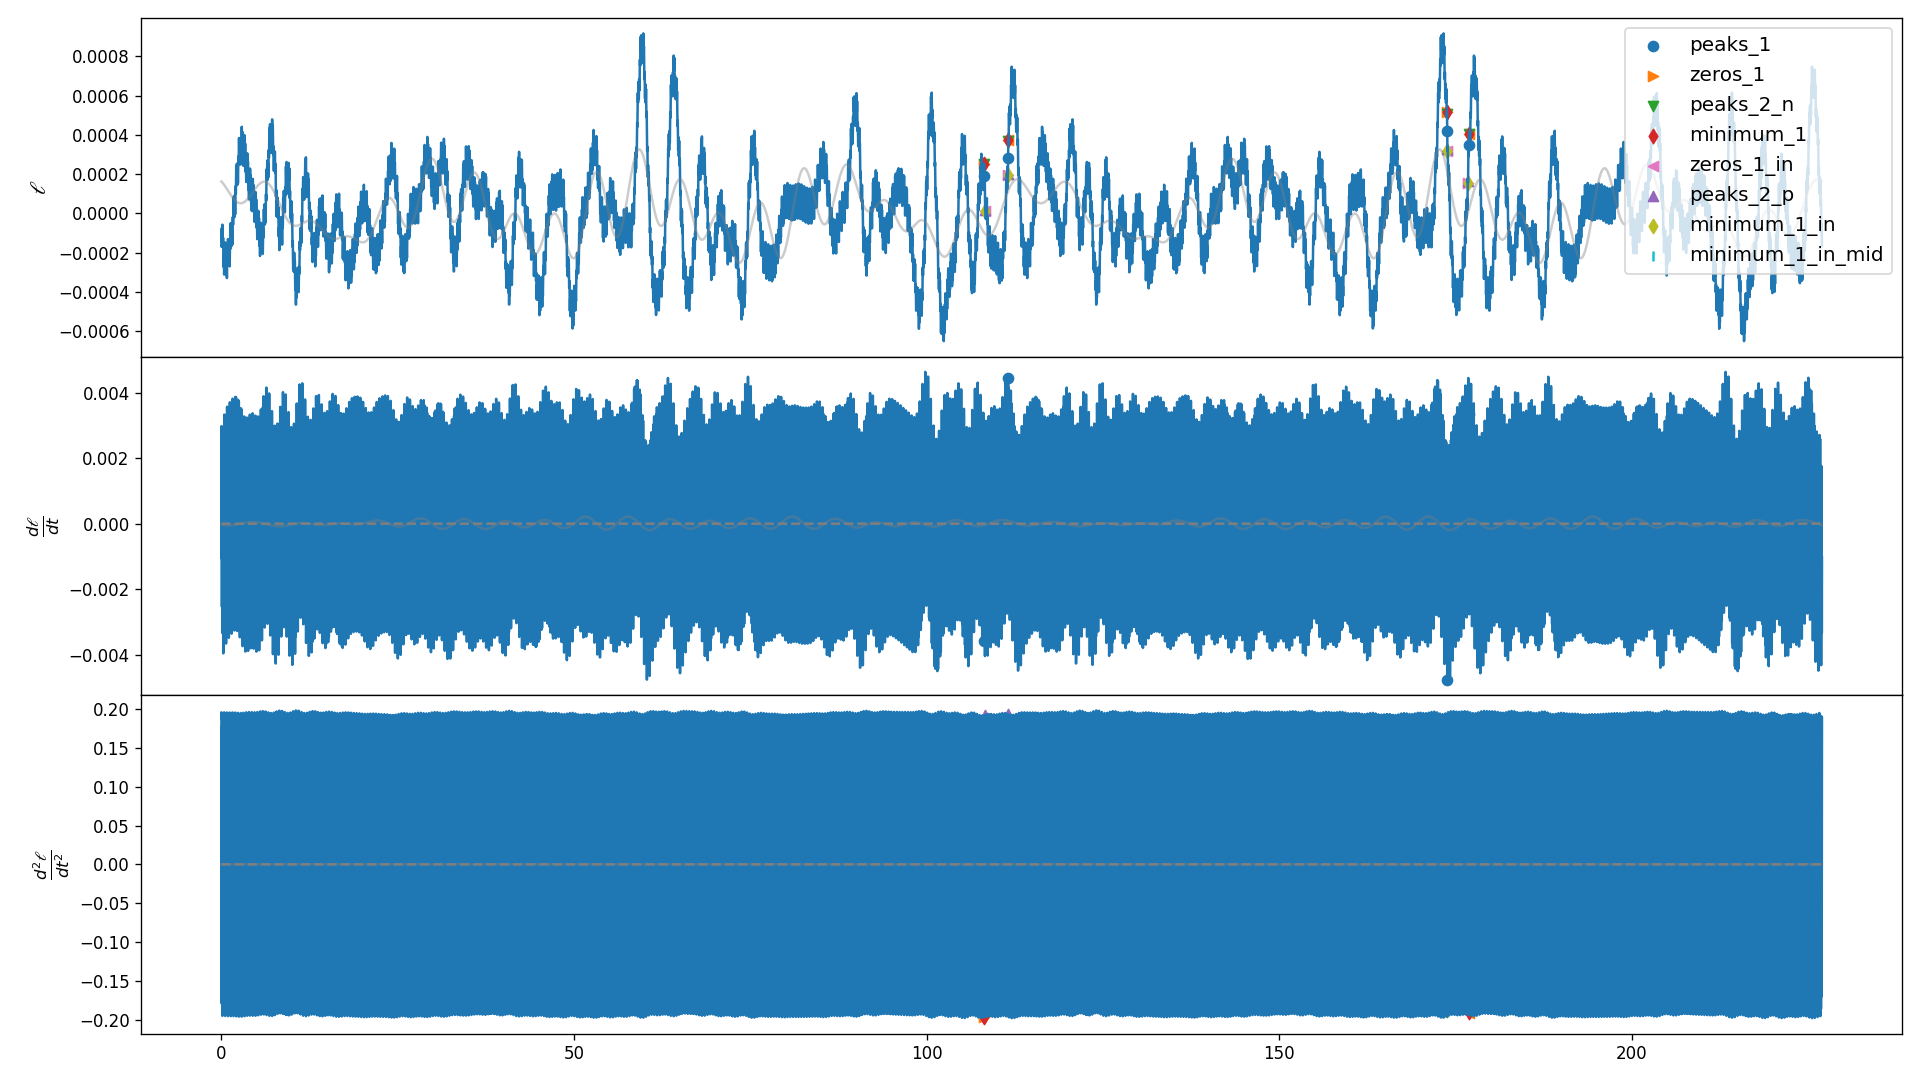 0.0008
0.0006
0.0004
0.0002
0.0000
−0.0002
−0.0004
−0.0006
ℓ
peaks_1
zeros_1
peaks_2_n
minimum_1
zeros_1_in
peaks_2_p
minimum_1_in
minimum_1_in_mid
0.004
0.002
0.000
−0.002
−0.004
dℓ
dt
0.20
0.15
0.10
0.05
0.00
−0.05
−0.10
−0.15
−0.20
d²ℓ
dt²
0 50 100 150 200